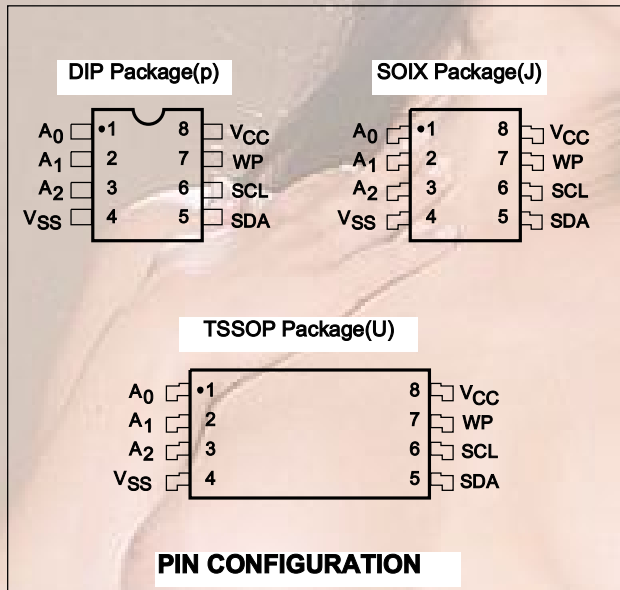 DIP Package(p)
A0 •1 8 VCC
A1 2 7 WP
A2 3 6 SCL
VSS 4 5 SDA
SOIX Package(J)
A0 •1 8 VCC
A1 2 7 WP
A2 3 6 SCL
VSS 4 5 SDA
TSSOP Package(U)
A0 •1 8 VCC
A1 2 7 WP
A2 3 6 SCL
VSS 4 5 SDA
PIN CONFIGURATION